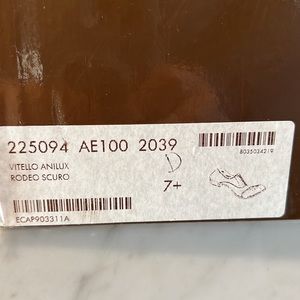 225094 AE100 2039
8035034219
VITELLO ANILUX
RODEO SCURO
D
7+
ECAP903311A